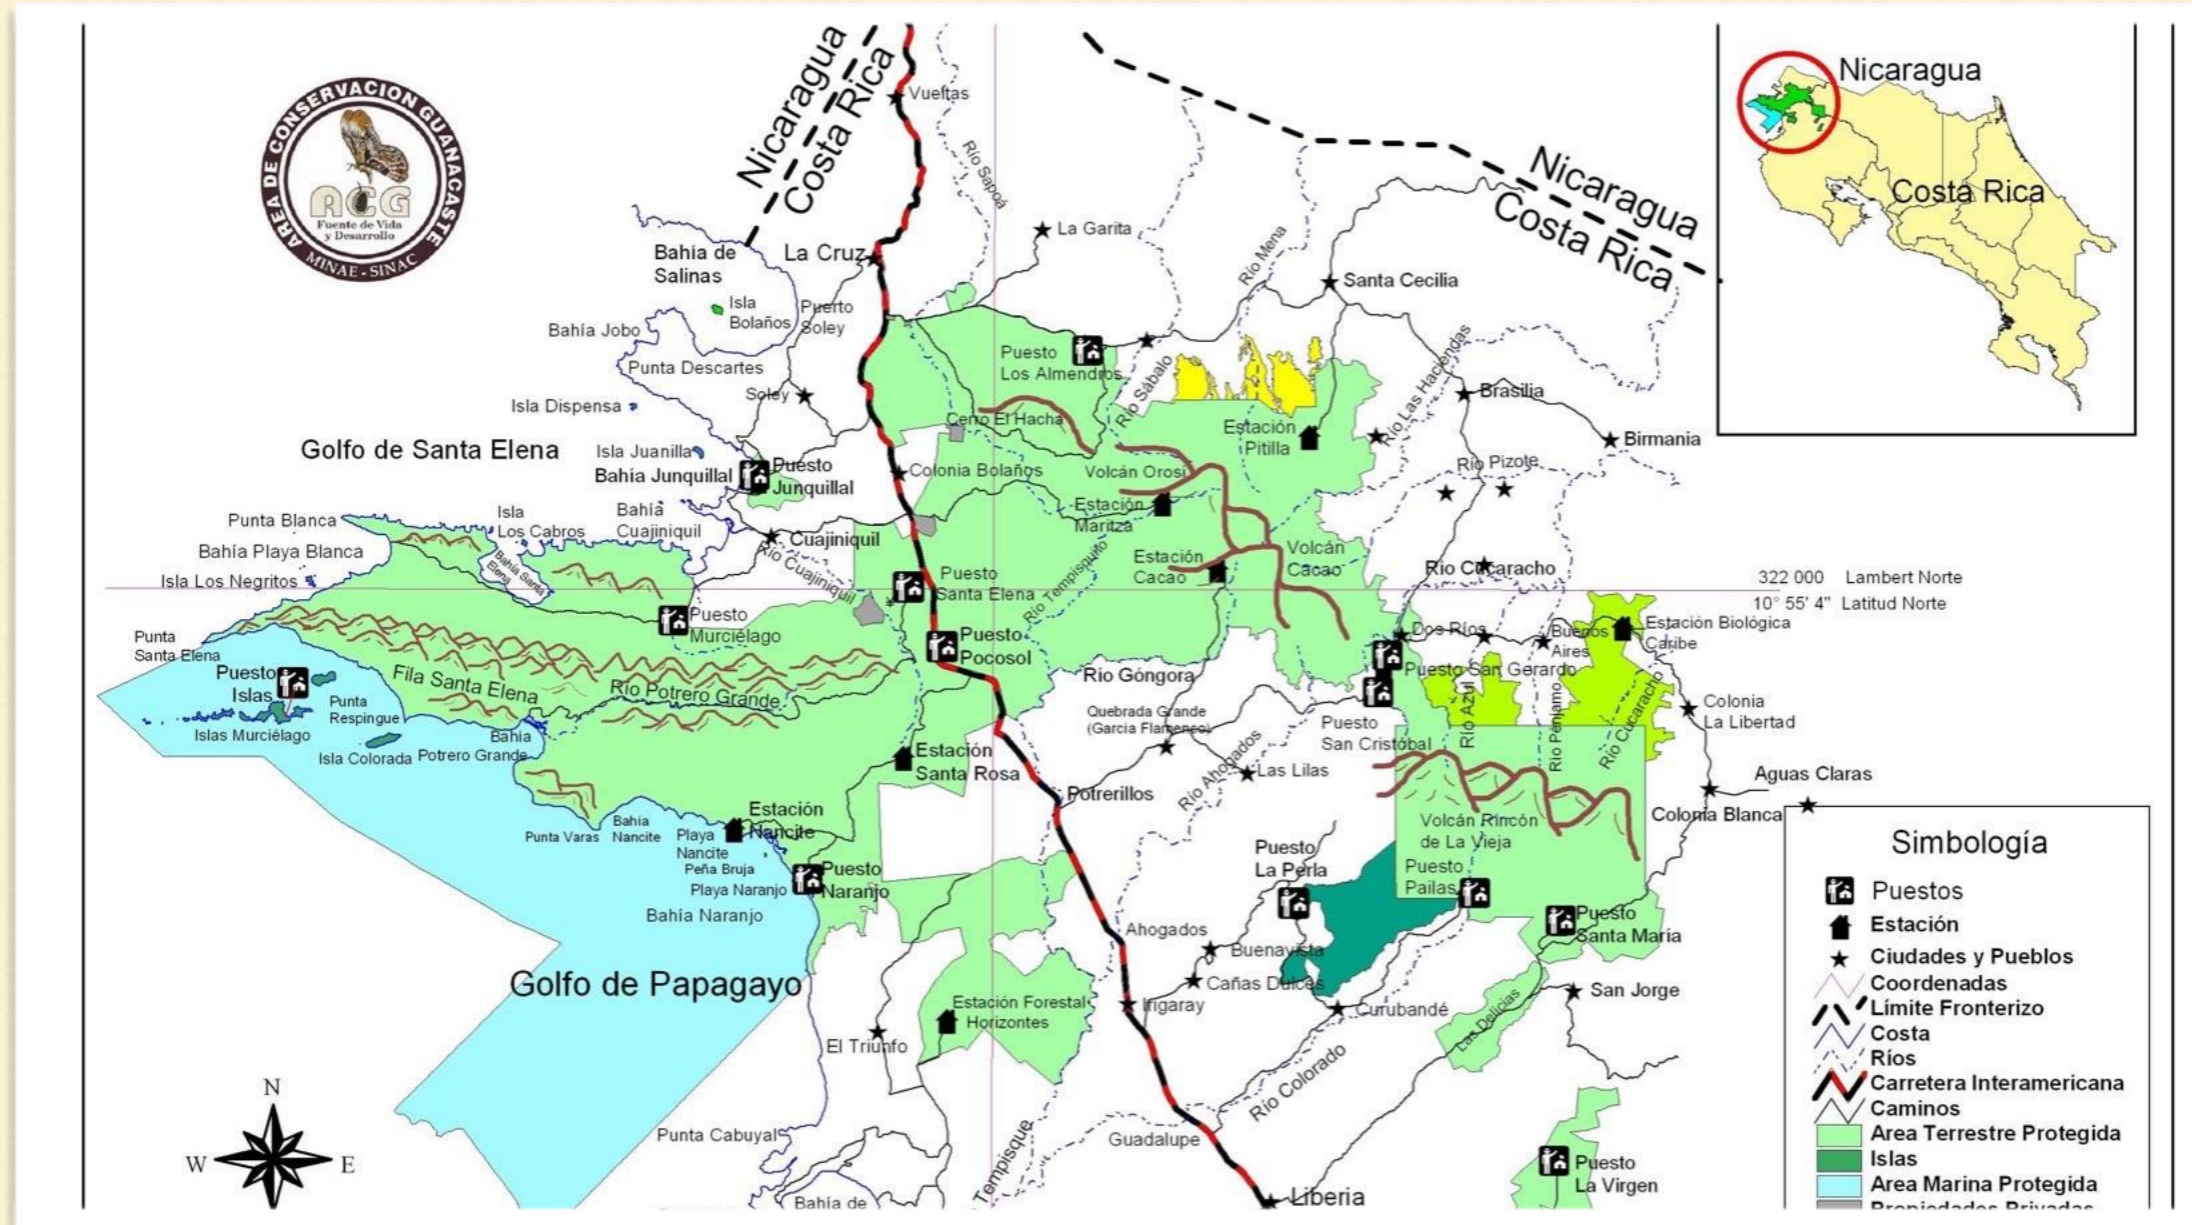 AREA DE CONSERVACION GUANACASTE
ACG
Fuente de Vida
y Desarrollo
MINAE - SINAC
Nicaragua
Costa Rica
Vueltas
Río Sapoá
La Garita
Río Mena
Nicaragua
Costa Rica
Nicaragua
Costa Rica
Bahía de
Salinas
La Cruz
Isla
Bolaños
Puerto
Soley
Santa Cecilia
Bahía Jobo
Punta Descartes
Puesto
Los Almendros
Río Sábalo
Río Las Haciendas
Soley
Isla Dispensa
Brasilia
Cerro El Hacha
Estación
Pitilla
Birmania
Golfo de Santa Elena
Isla Juanilla
Bahía Junquillal
Puesto
Junquillal
Colonia Bolaños
Volcán Orosí
Río Pizote
Punta Blanca
Isla
Los Cabros
Bahía
Cuajiniquil
Estación
Maritza
Bahía Playa Blanca
Bahía Santa
Elena
Cuajiniquil
Río Cuajiniquil
Río Tempisquito
Estación
Cacao
Volcán
Cacao
Río Cucaracho
Isla Los Negritos
Puesto
Santa Elena
322 000 Lambert Norte
10° 55' 4" Latitud Norte
Puesto
Murciélago
Punta
Santa Elena
Puesto
Pocosol
Dos Ríos
Buenos
Aires
Estación Biológica
Caribe
Puesto
Islas
Fila Santa Elena
Río Potrero Grande
Río Góngora
Puesto San Gerardo
Punta
Respingue
Islas Murciélago
Isla Colorada
Bahía
Potrero Grande
Quebrada Grande
(García Flamenco)
Puesto
San Cristóbal
Río Azul
Río Pénjamo
Río Cucaracho
Colonia
La Libertad
Estación
Santa Rosa
Río Ahogados
Las Lilas
Aguas Claras
Potrerillos
Colonia Blanca
Estación
Nancite
Punta Varas
Bahía
Nancite
Playa
Nancite
Peña Bruja
Volcán Rincón
de La Vieja
Puesto
La Perla
Puesto
Pailas
Playa Naranjo
Puesto
Naranjo
Bahía Naranjo
Puesto
Santa María
Ahogados
Buenavista
Golfo de Papagayo
Cañas Dulces
San Jorge
Estación Forestal
Horizontes
Irigaray
Curubandé
Las Delicias
El Triunfo
Río Colorado
N
W
E
Punta Cabuyal
Guadalupe
Tempisque
Puesto
La Virgen
Bahía de
Liberia
Simbología
Puestos
Estación
Ciudades y Pueblos
Coordenadas
Límite Fronterizo
Costa
Ríos
Carretera Interamericana
Caminos
Area Terrestre Protegida
Islas
Area Marina Protegida
Propiedades Privadas